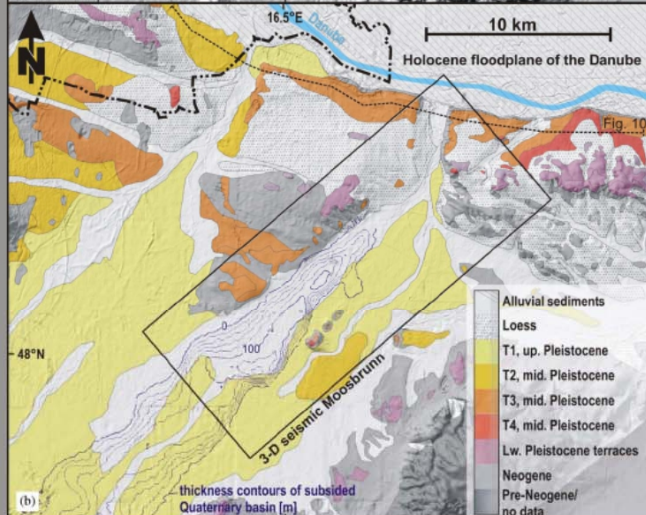 16.5°E
Danube
10 km
N
Holocene floodplane of the Danube
Fig. 10
Alluvial sediments
Loess
T1, up. Pleistocene
T2, mid. Pleistocene
T3, mid. Pleistocene
T4, mid. Pleistocene
Lw. Pleistocene terraces
Neogene
Pre-Neogene/
no data
0
100
48°N
3-D seismic Moosbrunn
(b)
thickness contours of subsided
Quaternary basin [m]